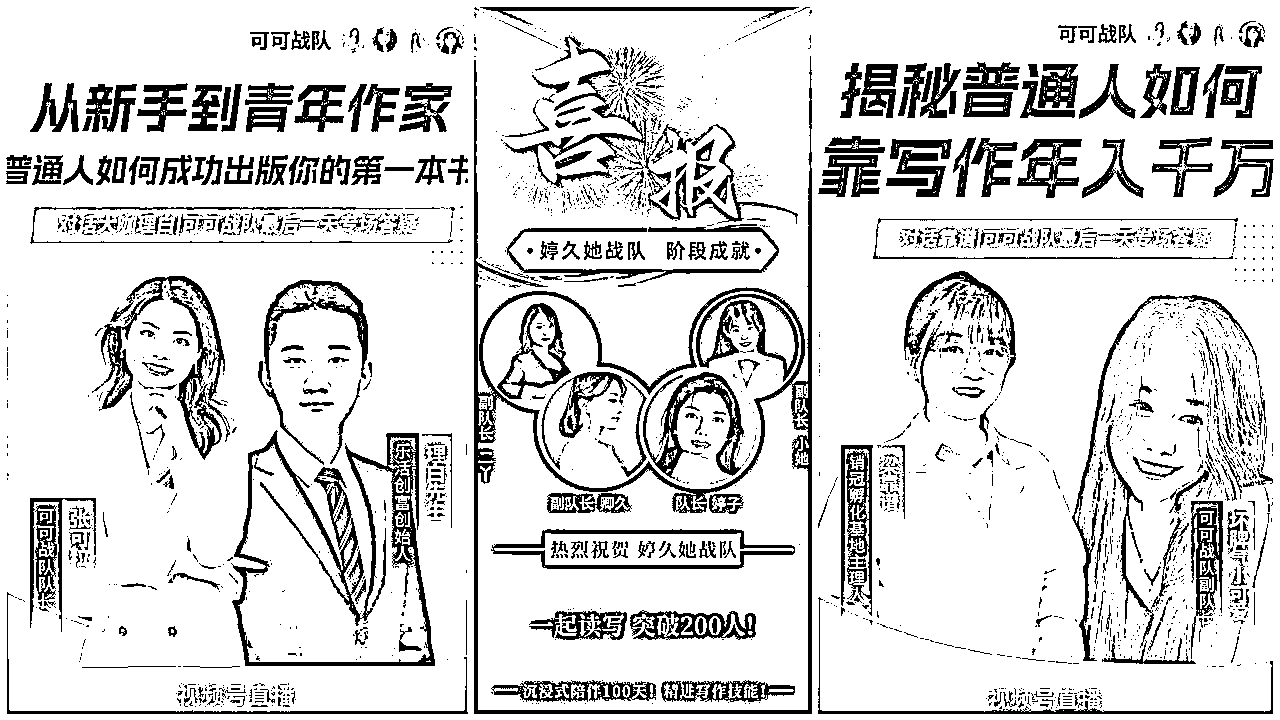 可可战队
从新手到青年作家
普通人如何成功出版你的第一本书
对话大咖理白|可可战队最后一天专场答疑
理白先生
乐活创富创始人
张可
可可战队队长
视频号直播
喜报
婷久她战队 阶段成就
副队长 二丫
副队长 小她
副队长 卿久
队长 婷子
热烈祝贺 婷久她战队
一起读写 突破200人!
沉浸式陪伴100天! 精进写作技能!
可可战队
揭秘普通人如何
靠写作年入千万
对话靠谱|可可战队最后一天专场答疑
梁靠谱
销冠孵化基地主理人
小可爱
可可战队副队长
视频号直播